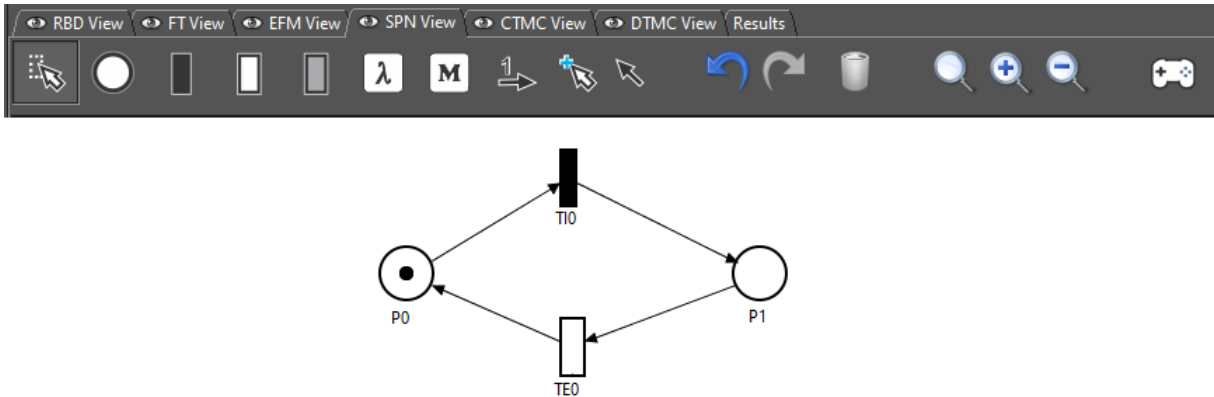 RBD View FT View EFM View SPN View CTMC View DTMC View Results
λ M 1
TI0
P0 P1
TE0